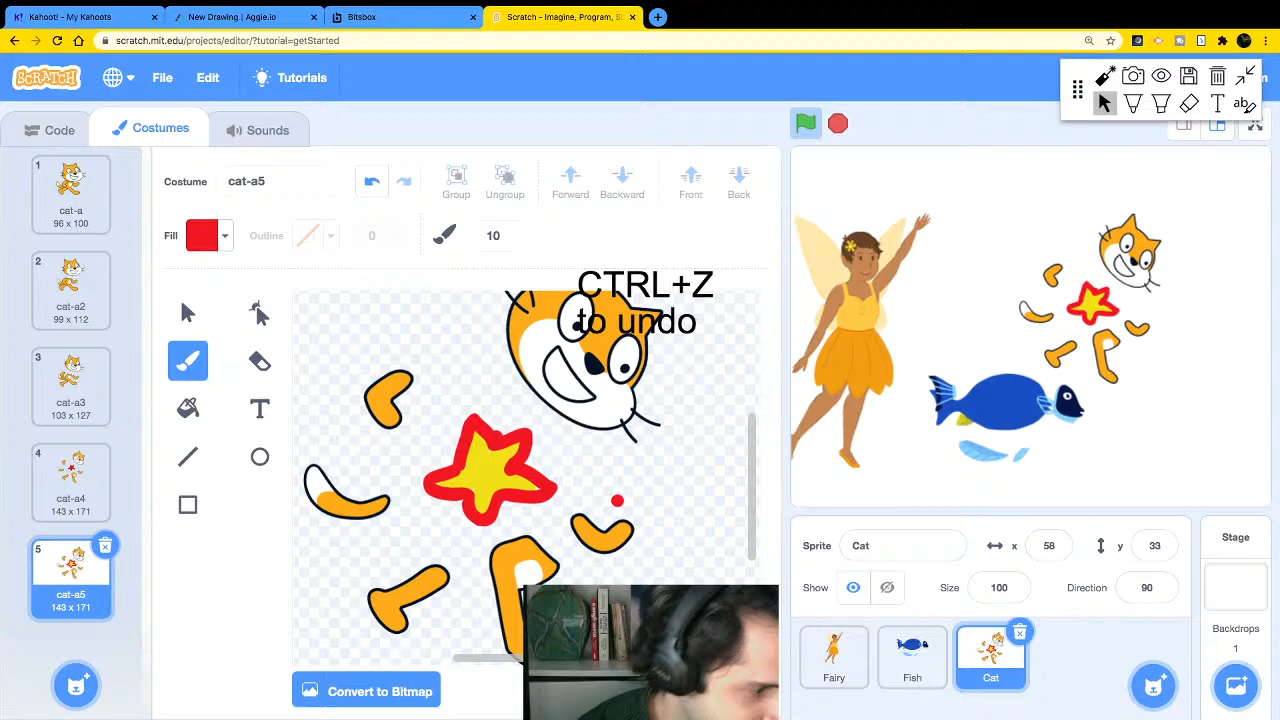 Kahoot! - My Kahoots
New Drawing | Aggie.io
Bitsbox
Scratch - Imagine, Program, Sh
scratch.mit.edu/projects/editor/?tutorial=getStarted
SCRATCH
File
Edit
Tutorials
T
ab
Code
Costumes
Sounds
Costume
cat-a5
Group
Ungroup
Forward
Backward
Front
Back
Fill
Outline
0
10
1
cat-a
96 x 100
2
cat-a2
99 x 112
3
cat-a3
103 x 127
4
cat-a4
143 x 171
5
cat-a5
143 x 171
T
CTRL+Z
to undo
Convert to Bitmap
Sprite
Cat
x
58
y
33
Show
Size
100
Direction
90
Fairy
Fish
Cat
Stage
Backdrops
1